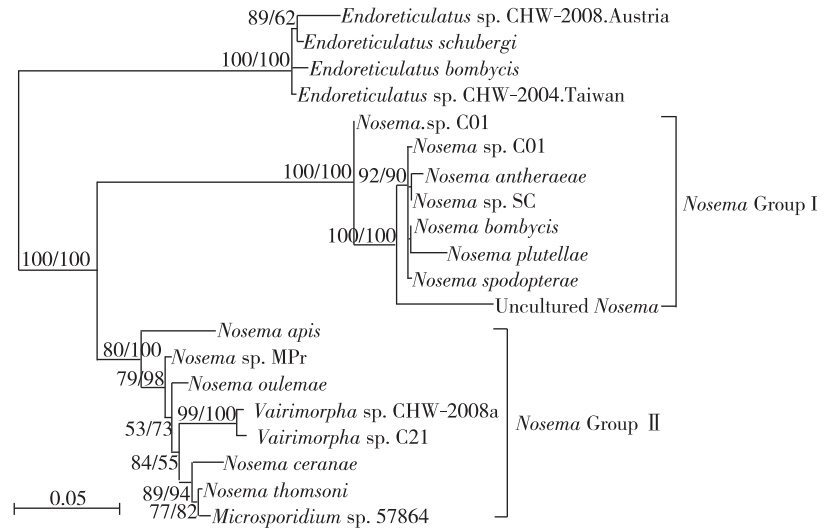 89/62
Endoreticulatus sp. CHW-2008.Austria
Endoreticulatus schubergi
100/100
Endoreticulatus bombycis
Endoreticulatus sp. CHW-2004.Taiwan
Nosema.sp. C01
Nosema sp. C01
100/100
92/90
Nosema antheraeae
Nosema sp. SC
Nosema Group I
Nosema bombycis
100/100
Nosema plutellae
100/100
Nosema spodopterae
Uncultured Nosema
Nosema apis
80/100
Nosema sp. MPr
79/98
Nosema oulemae
99/100
Vairimorpha sp. CHW-2008a
Nosema Group II
53/73
Vairimorpha sp. C21
84/55
Nosema ceranae
89/94
Nosema thomsoni
0.05
77/82
Microsporidium sp. 57864